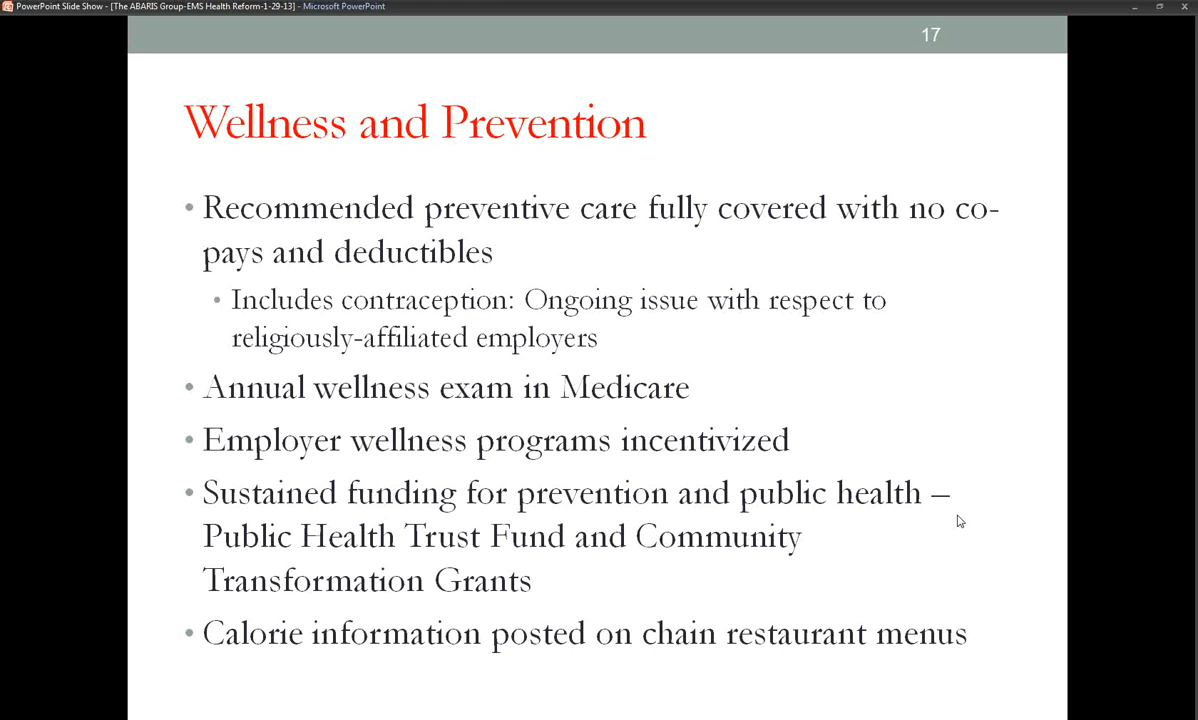 PowerPoint Slide Show - [The ABARIS Group-EMS Health Reform-1-29-13] - Microsoft PowerPoint
17
Wellness and Prevention
• Recommended preventive care fully covered with no co-
pays and deductibles
• Includes contraception: Ongoing issue with respect to
religiously-affiliated employers
• Annual wellness exam in Medicare
• Employer wellness programs incentivized
• Sustained funding for prevention and public health –
Public Health Trust Fund and Community
Transformation Grants
• Calorie information posted on chain restaurant menus